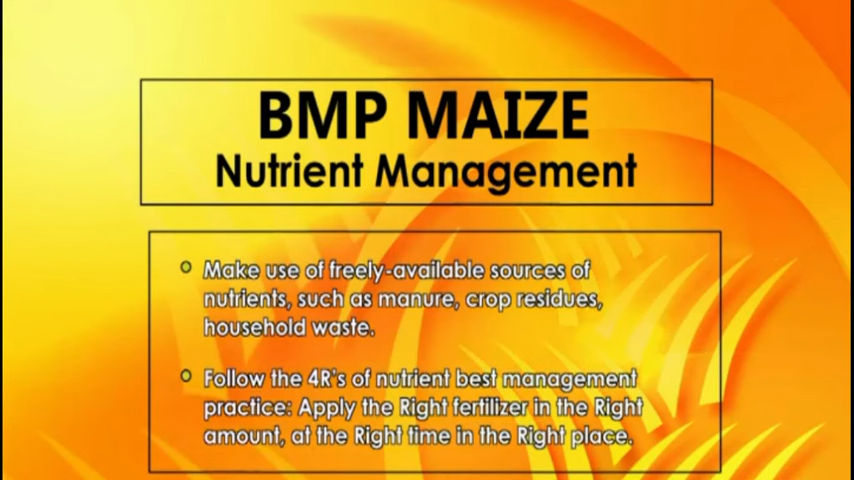 BMP MAIZE
Nutrient Management
Make use of freely-available sources of
nutrients, such as manure, crop residues,
household waste.
Follow the 4R's of nutrient best management
practice: Apply the Right fertilizer in the Right
amount, at the Right time in the Right place.